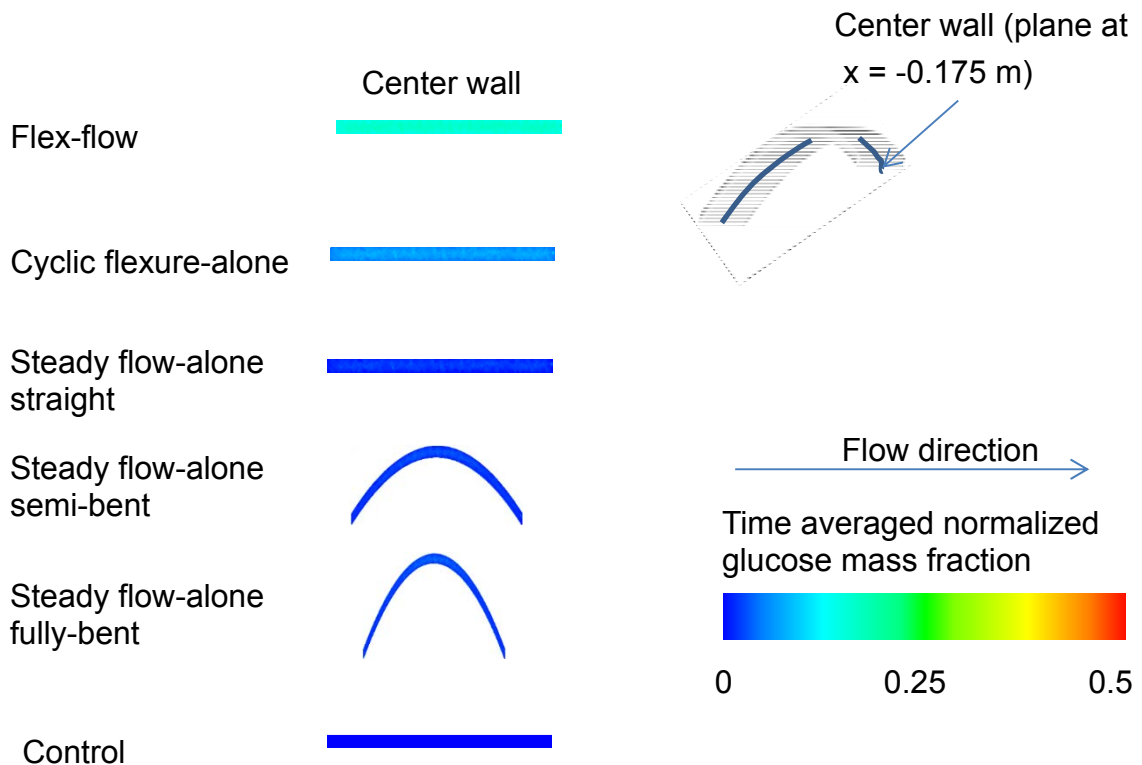 Center wall (plane at
x = -0.175 m)
Center wall
Flex-flow
Cyclic flexure-alone
Steady flow-alone
straight
Steady flow-alone
semi-bent
Steady flow-alone
fully-bent
Control
Flow direction
Time averaged normalized
glucose mass fraction
0 0.25 0.5